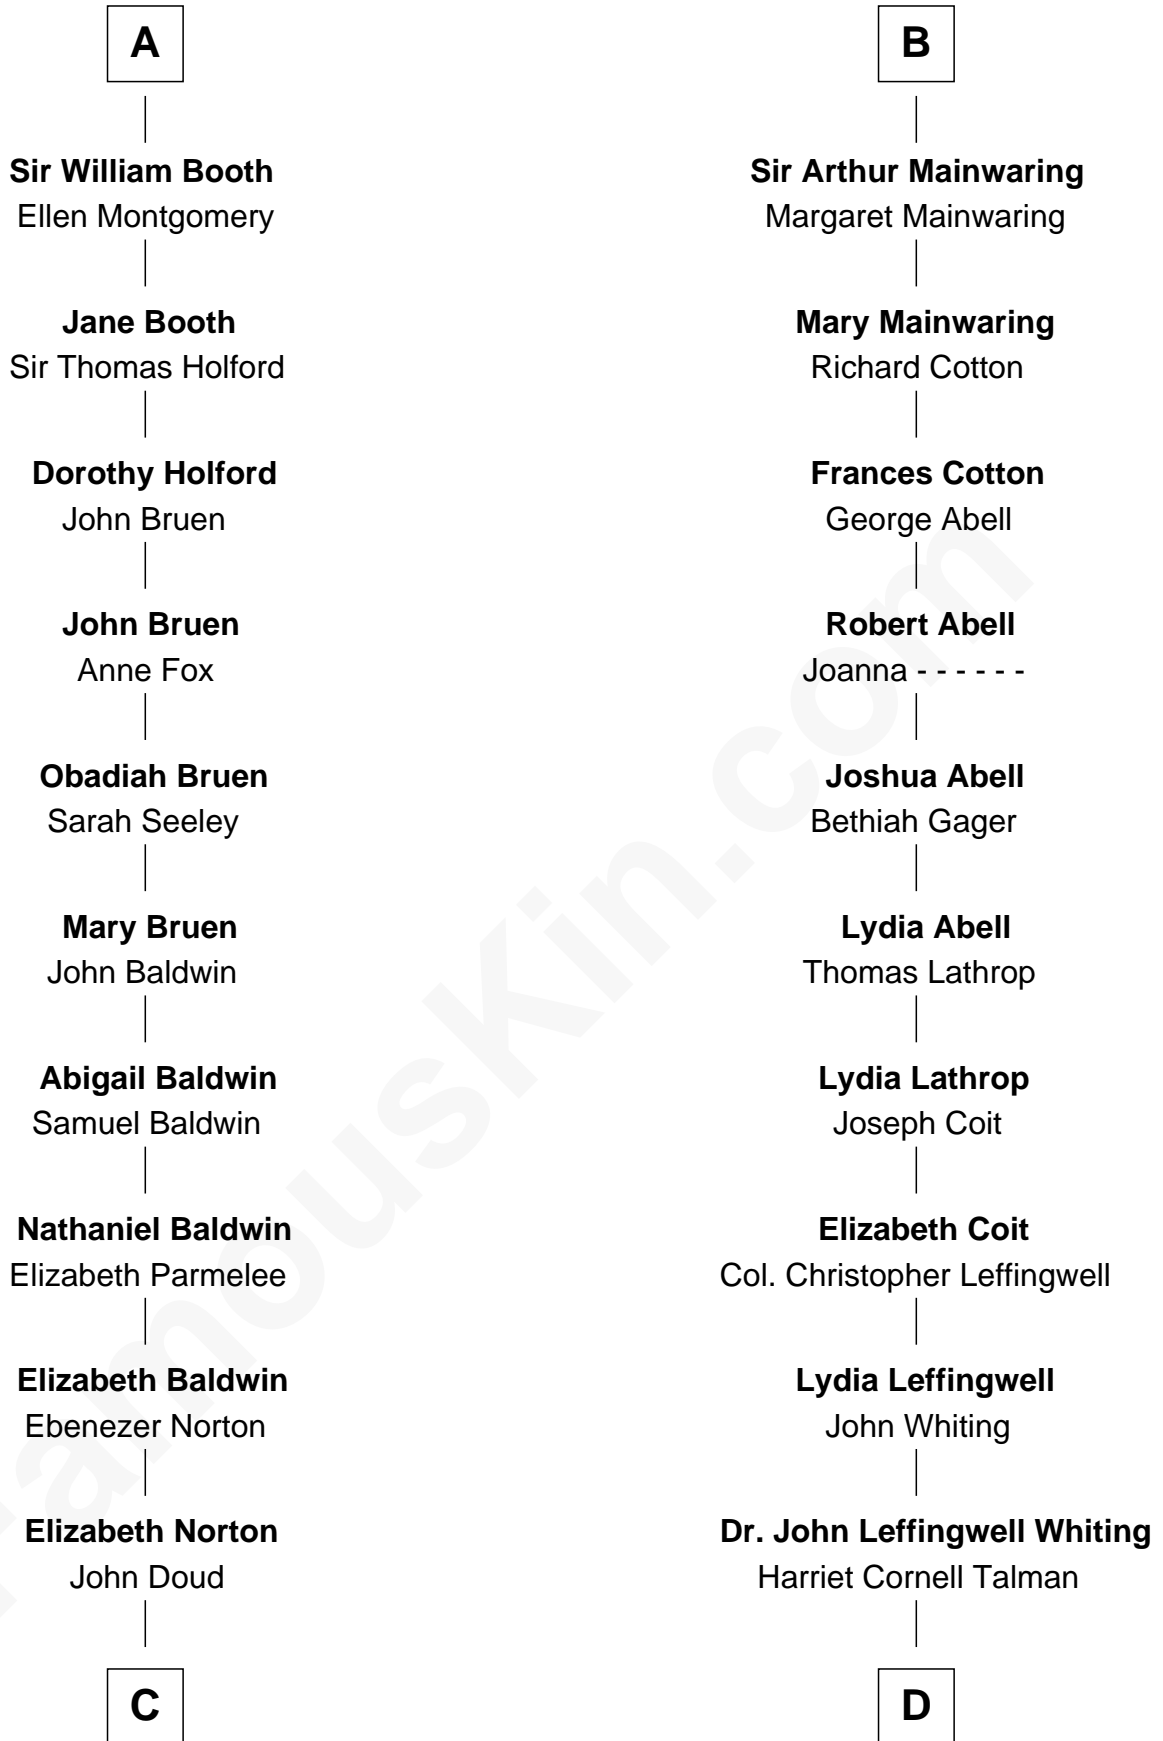 A
Sir William Booth
Ellen Montgomery
Jane Booth
Sir Thomas Holford
Dorothy Holford
John Bruen
John Bruen
Anne Fox
Obadiah Bruen
Sarah Seeley
Mary Bruen
John Baldwin
Abigail Baldwin
Samuel Baldwin
Nathaniel Baldwin
Elizabeth Parmelee
Elizabeth Baldwin
Ebenezer Norton
Elizabeth Norton
John Doud
C
B
Sir Arthur Mainwaring
Margaret Mainwaring
Mary Mainwaring
Richard Cotton
Frances Cotton
George Abell
Robert Abell
Joanna - - - - - -
Joshua Abell
Bethiah Gager
Lydia Abell
Thomas Lathrop
Lydia Lathrop
Joseph Coit
Elizabeth Coit
Col. Christopher Leffingwell
Lydia Leffingwell
John Whiting
Dr. John Leffingwell Whiting
Harriet Cornell Talman
D
FamousKin.com